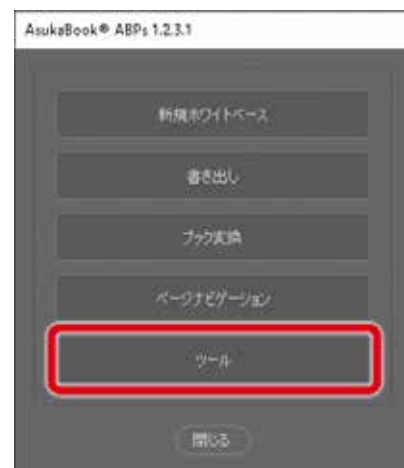 AsukaBook® ABPs 1.2.3.1
新規ホワイトベース
書き出し
ブック変換
ページナビゲーション
ツール
閉じる